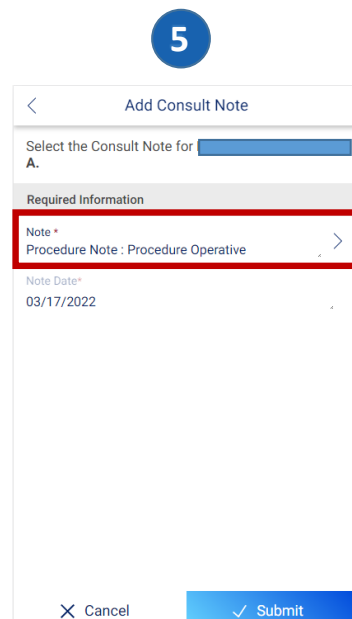 5
Add Consult Note
Select the Consult Note for
A.
Required Information
Note *
Procedure Note : Procedure Operative
Note Date*
03/17/2022
Cancel
Submit